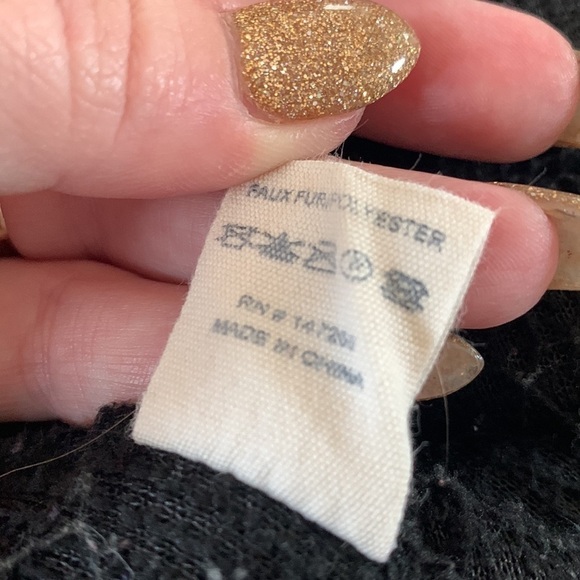 FAUX FUR/POLYESTER
RN #
MADE IN CHINA